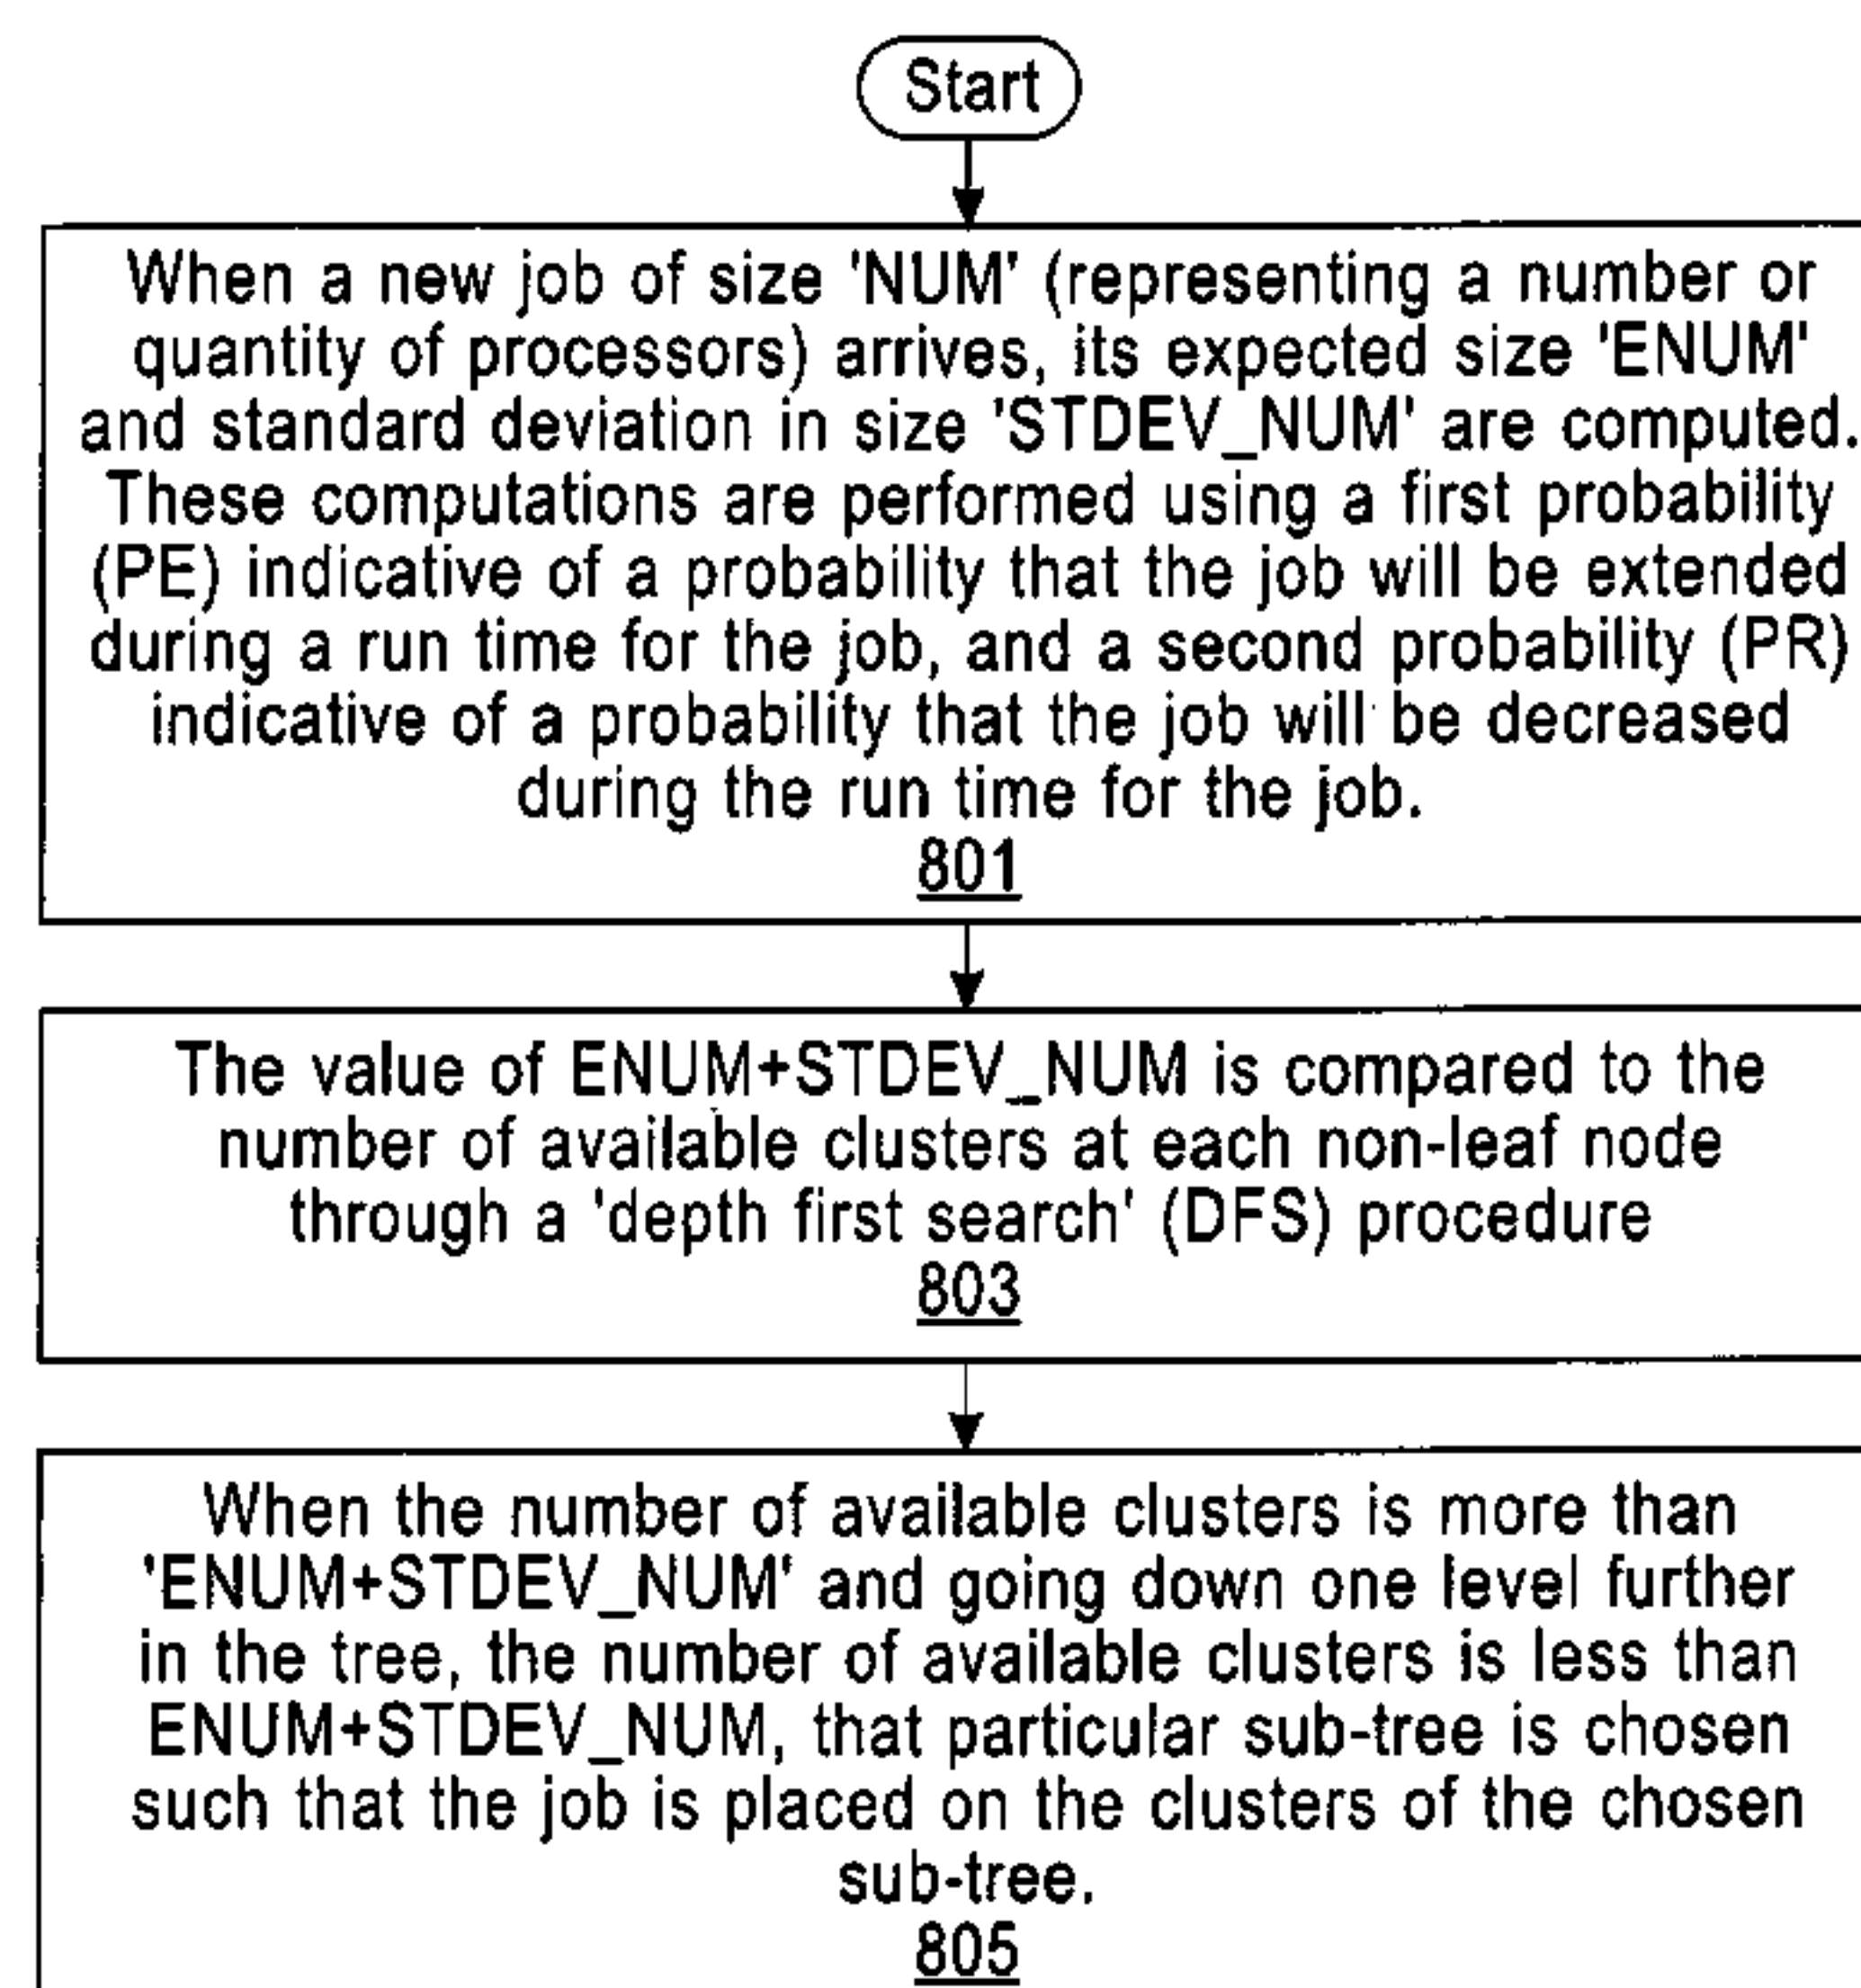 Start
When a new job of size 'NUM' (representing a number or
quantity of processors) arrives, its expected size 'ENUM'
and standard deviation in size 'STDEV_NUM' are computed.
These computations are performed using a first probability
(PE) indicative of a probability that the job will be extended
during a run time for the job, and a second probability (PR)
indicative of a probability that the job will be decreased
during the run time for the job.
801
The value of ENUM+STDEV_NUM is compared to the
number of available clusters at each non-leaf node
through a 'depth first search' (DFS) procedure
803
When the number of available clusters is more than
'ENUM+STDEV_NUM' and going down one level further
in the tree, the number of available clusters is less than
ENUM+STDEV_NUM, that particular sub-tree is chosen
such that the job is placed on the clusters of the chosen
sub-tree.
805